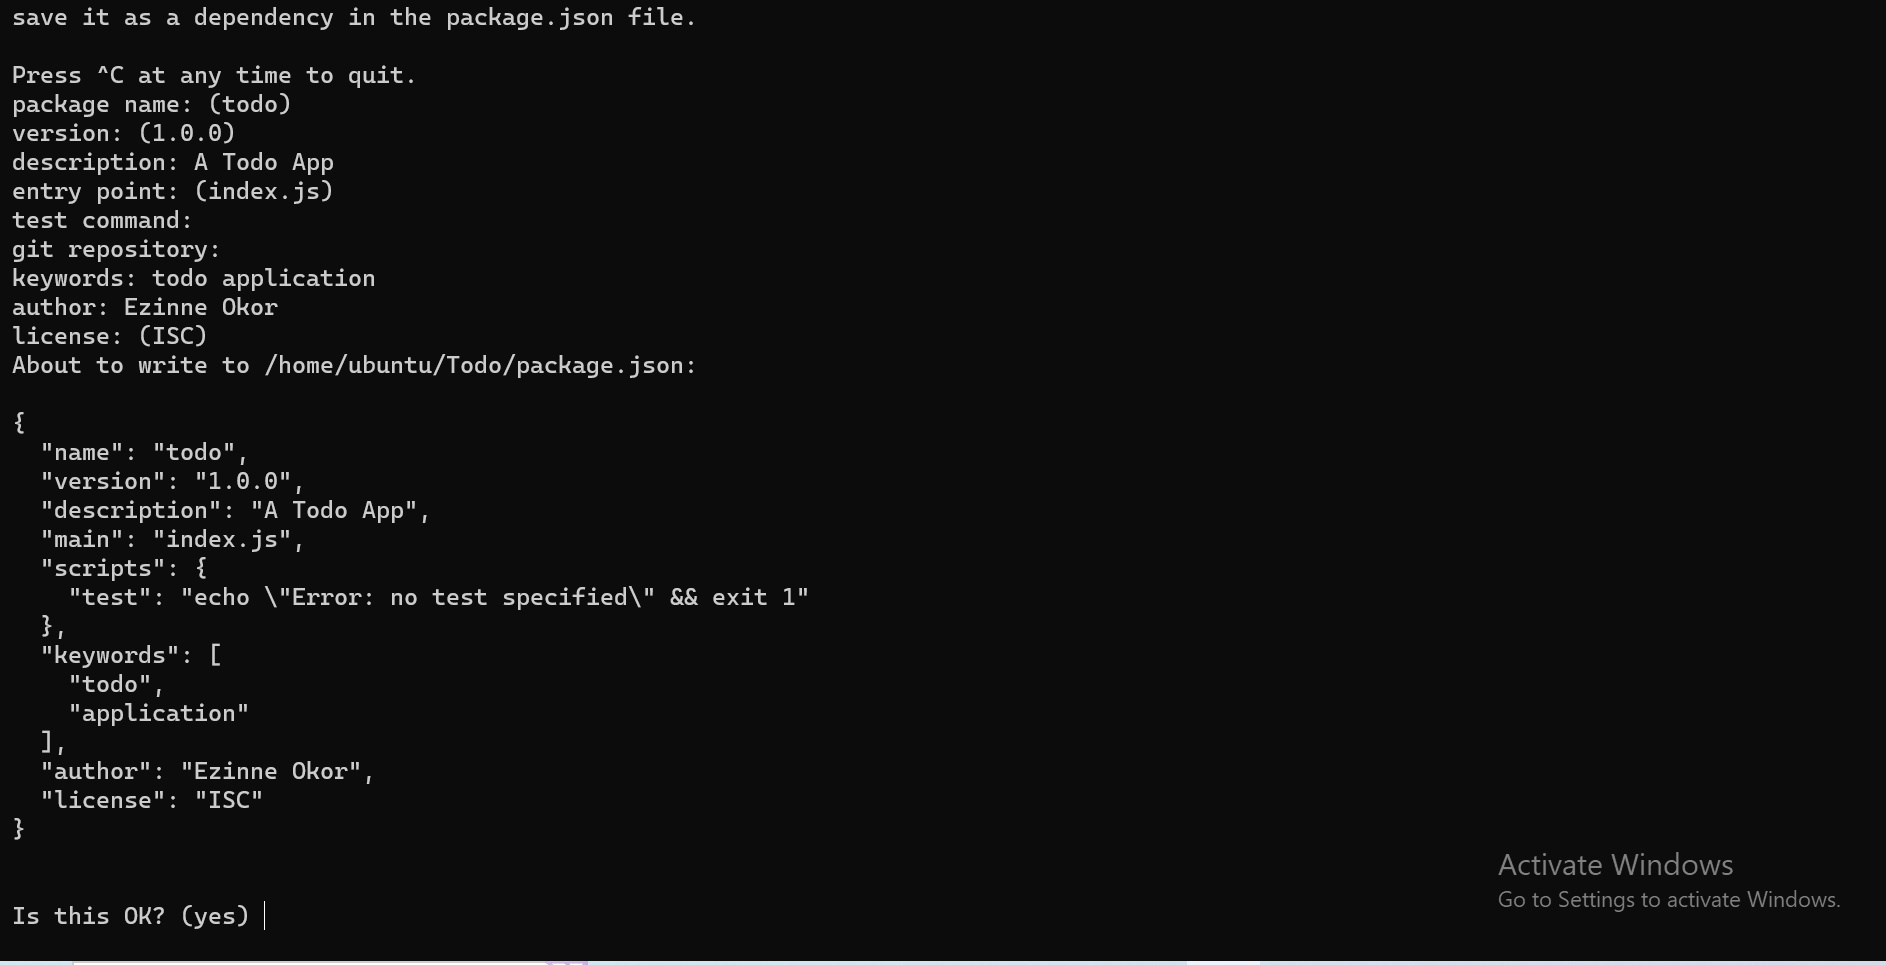 save it as a dependency in the package.json file.
Press ^C at any time to quit.
package name: (todo)
version: (1.0.0)
description: A Todo App
entry point: (index.js)
test command:
git repository:
keywords: todo application
author: Ezinne Okor
license: (ISC)
About to write to /home/ubuntu/Todo/package.json:
{
  "name": "todo",
  "version": "1.0.0",
  "description": "A Todo App",
  "main": "index.js",
  "scripts": {
    "test": "echo \"Error: no test specified\" && exit 1"
  },
  "keywords": [
    "todo",
    "application"
  ],
  "author": "Ezinne Okor",
  "license": "ISC"
}
Is this OK? (yes)
Activate Windows
Go to Settings to activate Windows.